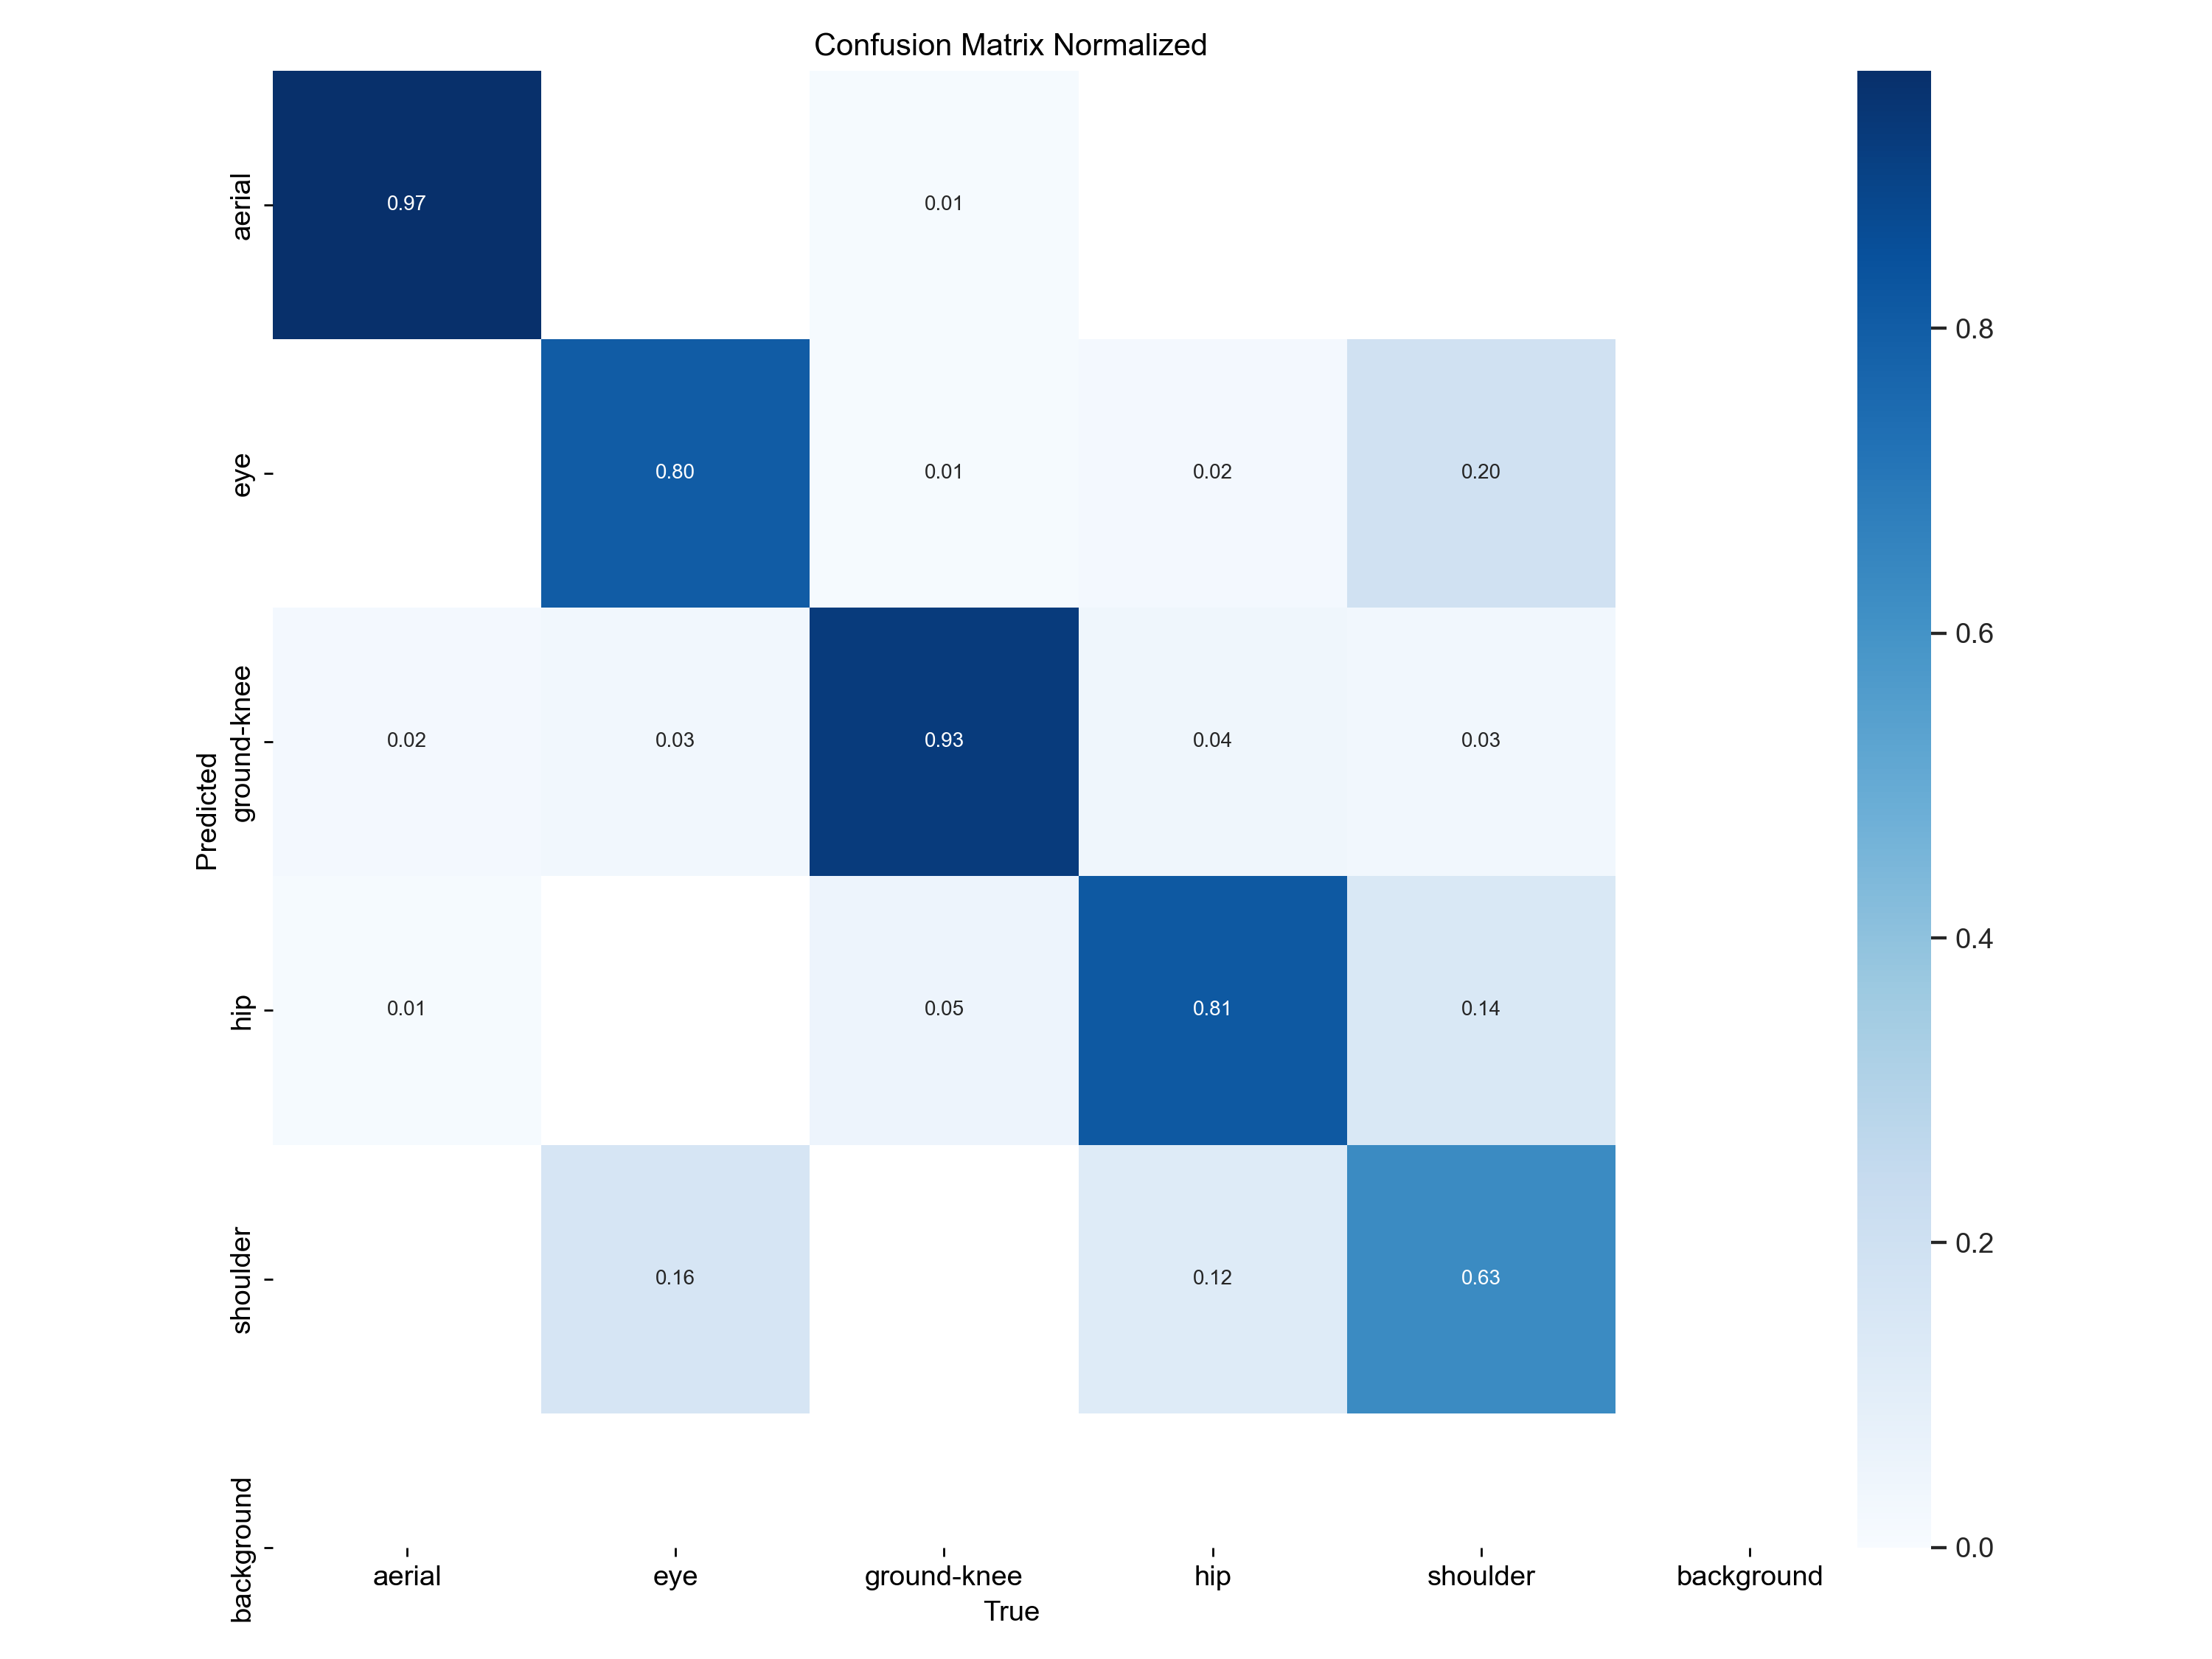 Confusion Matrix Normalized
aerial
0.97
0.01
eye
0.80
0.01
0.02
0.20
ground-knee
0.02
0.03
0.93
0.04
0.03
hip
0.01
0.05
0.81
0.14
shoulder
0.16
0.12
0.63
background
Predicted
aerial
eye
ground-knee
hip
shoulder
background
True
0.8
0.6
0.4
0.2
0.0